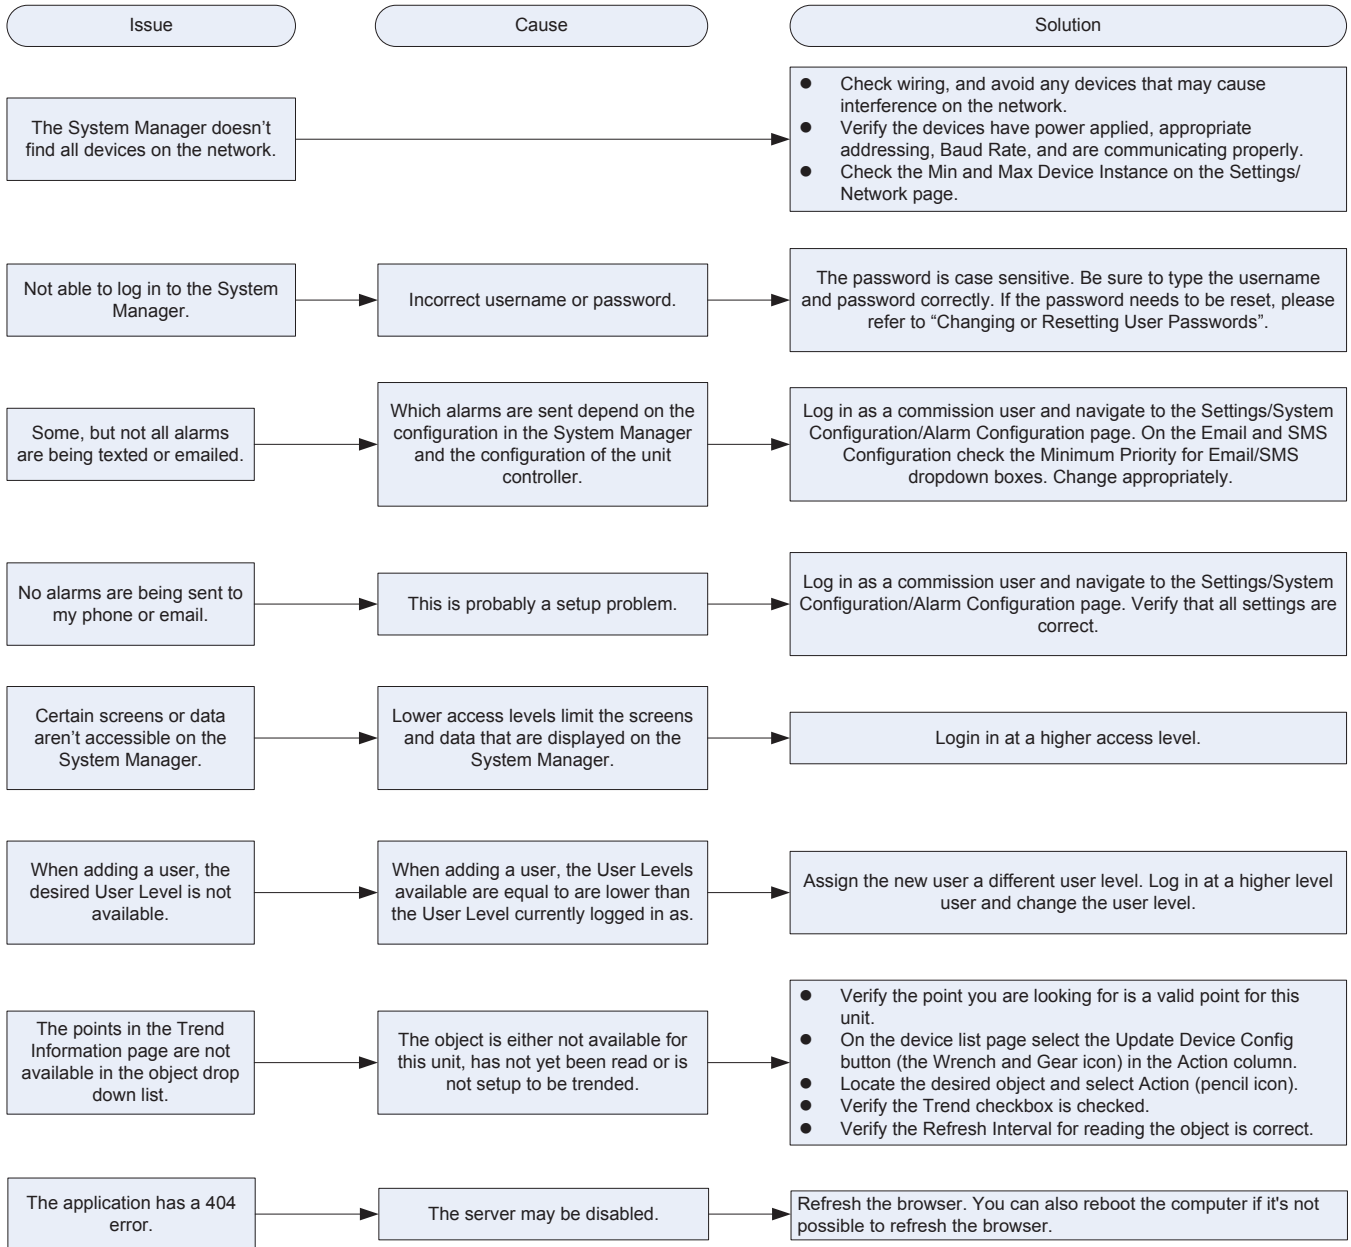 Issue
Cause
Solution
The System Manager doesn't
find all devices on the network.
● Check wiring, and avoid any devices that may cause
interference on the network.
● Verify the devices have power applied, appropriate
addressing, Baud Rate, and are communicating properly.
● Check the Min and Max Device Instance on the Settings/
Network page.
Not able to log in to the System
Manager.
Incorrect username or password.
The password is case sensitive. Be sure to type the username
and password correctly. If the password needs to be reset, please
refer to “Changing or Resetting User Passwords”.
Some, but not all alarms
are being texted or emailed.
Which alarms are sent depend on the
configuration in the System Manager
and the configuration of the unit
controller.
Log in as a commission user and navigate to the Settings/System
Configuration/Alarm Configuration page. On the Email and SMS
Configuration check the Minimum Priority for Email/SMS
dropdown boxes. Change appropriately.
No alarms are being sent to
my phone or email.
This is probably a setup problem.
Log in as a commission user and navigate to the Settings/System
Configuration/Alarm Configuration page. Verify that all settings are
correct.
Certain screens or data
aren't accessible on the
System Manager.
Lower access levels limit the screens
and data that are displayed on the
System Manager.
Login in at a higher access level.
When adding a user, the
desired User Level is not
available.
When adding a user, the User Levels
available are equal to are lower than
the User Level currently logged in as.
Assign the new user a different user level. Log in at a higher level
user and change the user level.
The points in the Trend
Information page are not
available in the object drop
down list.
The object is either not available for
this unit, has not yet been read or is
not setup to be trended.
● Verify the point you are looking for is a valid point for this
unit.
● On the device list page select the Update Device Config
button (the Wrench and Gear icon) in the Action column.
● Locate the desired object and select Action (pencil icon).
● Verify the Trend checkbox is checked.
● Verify the Refresh Interval for reading the object is correct.
The application has a 404
error.
The server may be disabled.
Refresh the browser. You can also reboot the computer if it's not
possible to refresh the browser.